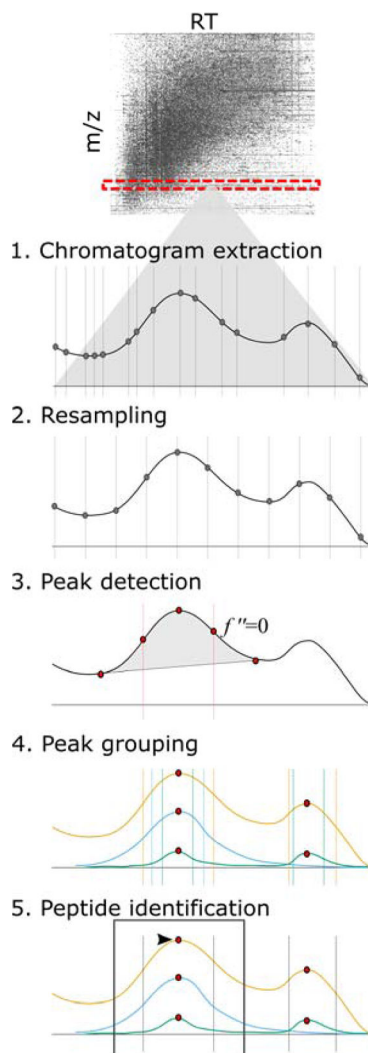 RT
m/z
1. Chromatogram extraction
2. Resampling
3. Peak detection
f''=0
4. Peak grouping
5. Peptide identification